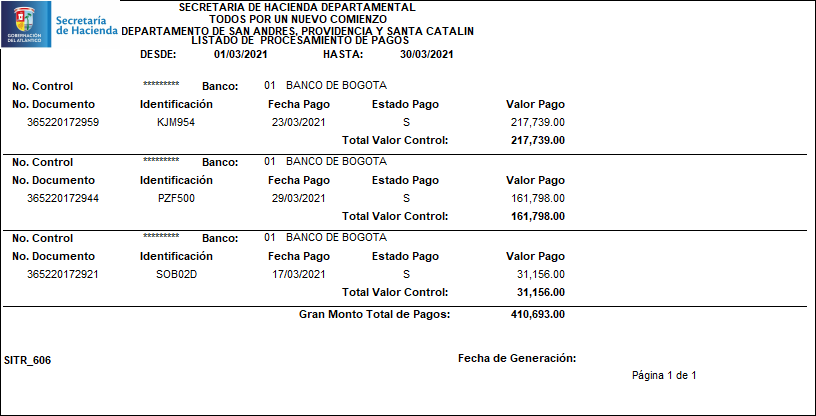 GOBERNACIÓN
DEL ATLÁNTICO
Secretaría
de Hacienda
SECRETARIA DE HACIENDA DEPARTAMENTAL
TODOS POR UN NUEVO COMIENZO
DEPARTAMENTO DE SAN ANDRES, PROVIDENCIA Y SANTA CATALIN
LISTADO DE PROCESAMIENTO DE PAGOS
DESDE: 01/03/2021 HASTA: 30/03/2021
No. Control ********* Banco: 01 BANCO DE BOGOTA
No. Documento Identificación Fecha Pago Estado Pago Valor Pago
365220172959 KJM954 23/03/2021 S 217,739.00
Total Valor Control: 217,739.00
No. Control ********* Banco: 01 BANCO DE BOGOTA
No. Documento Identificación Fecha Pago Estado Pago Valor Pago
365220172944 PZF500 29/03/2021 S 161,798.00
Total Valor Control: 161,798.00
No. Control ********* Banco: 01 BANCO DE BOGOTA
No. Documento Identificación Fecha Pago Estado Pago Valor Pago
365220172921 SOB02D 17/03/2021 S 31,156.00
Total Valor Control: 31,156.00
Gran Monto Total de Pagos: 410,693.00
SITR_606 Fecha de Generación:
Página 1 de 1